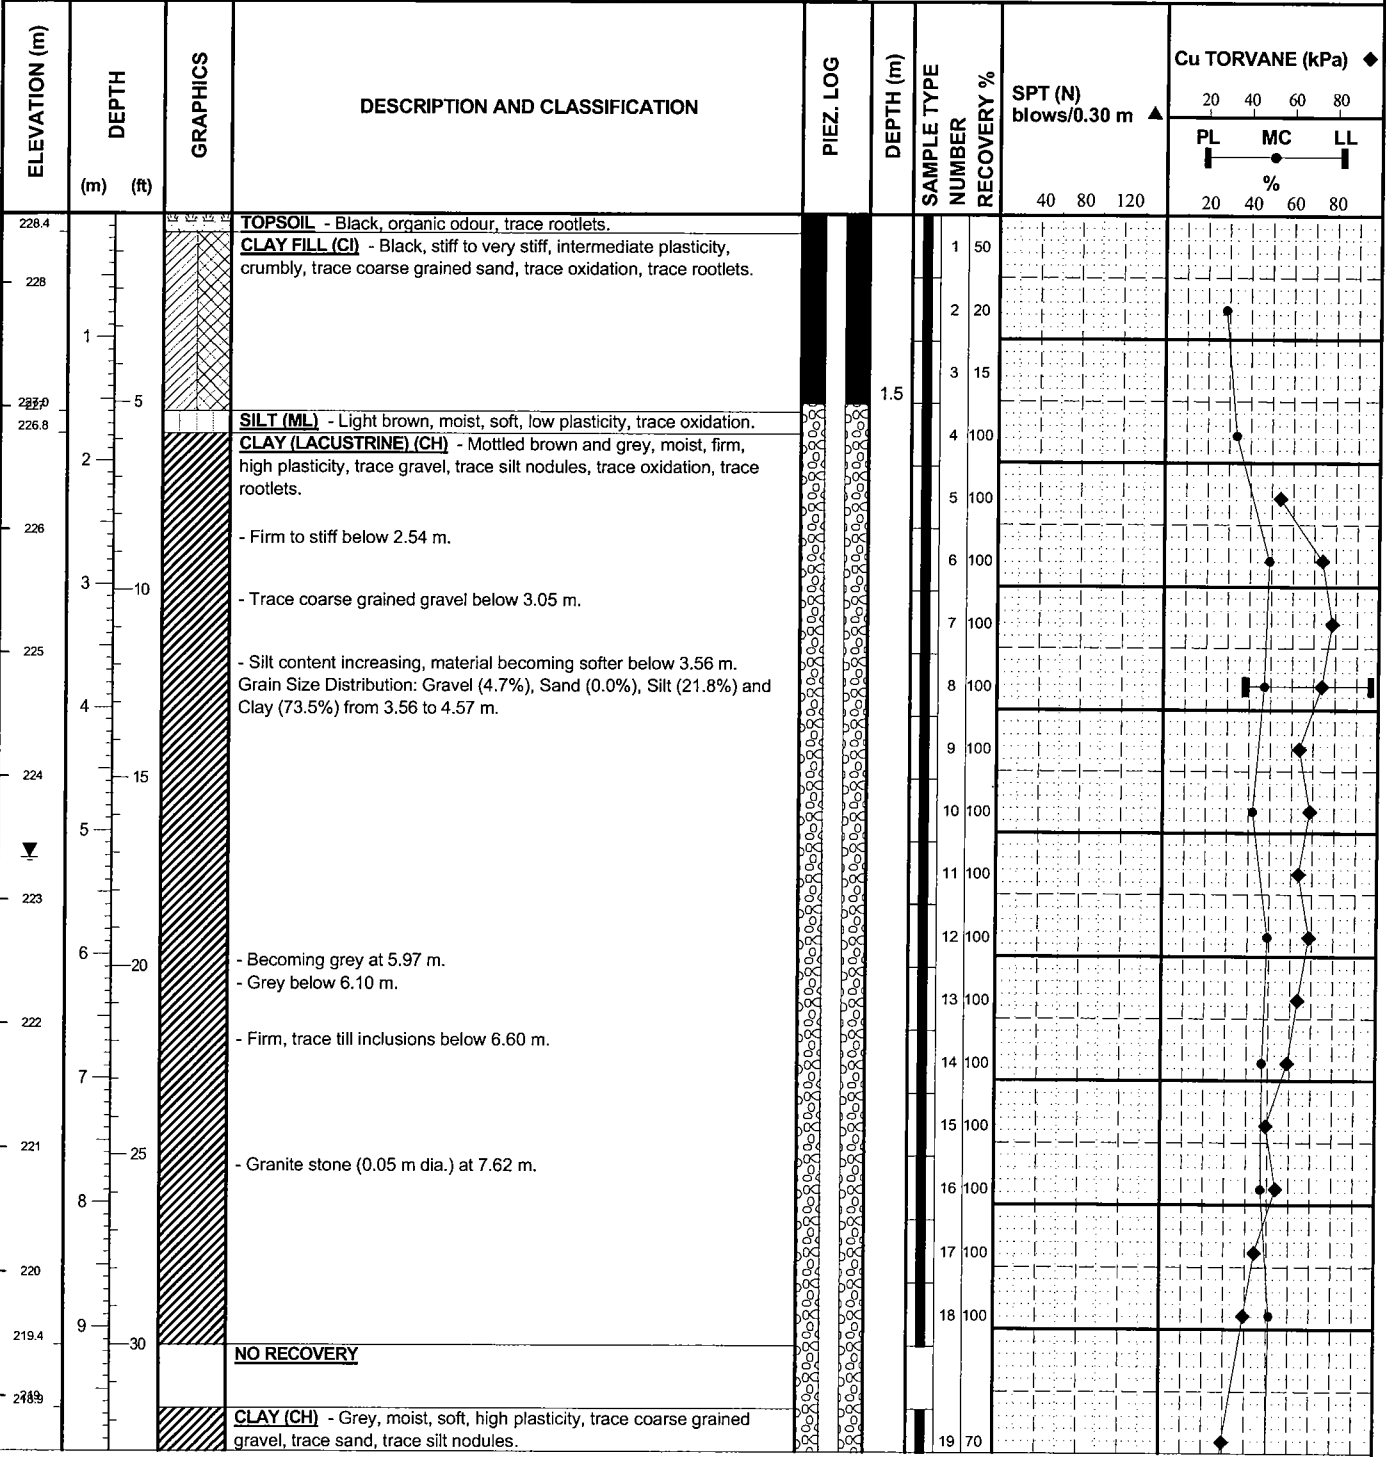 ELEVATION (m)
DEPTH
(m) (ft)
GRAPHICS
DESCRIPTION AND CLASSIFICATION
PIEZ. LOG
DEPTH (m)
SAMPLE TYPE
NUMBER
RECOVERY %
SPT (N)
blows/0.30 m
40 80 120
Cu TORVANE (kPa)
20 40 60 80
PL MC LL
%
20 40 60 80
228.4
TOPSOIL - Black, organic odour, trace rootlets.
CLAY FILL (CI) - Black, stiff to very stiff, intermediate plasticity,
crumbly, trace coarse grained sand, trace oxidation, trace rootlets.
1 50
228
2 20
1
3 15
1.5
5
226.8
SILT (ML) - Light brown, moist, soft, low plasticity, trace oxidation.
CLAY (LACUSTRINE) (CH) - Mottled brown and grey, moist, firm,
high plasticity, trace gravel, trace silt nodules, trace oxidation, trace
rootlets.
4 100
2
5 100
226
- Firm to stiff below 2.54 m.
6 100
3
10
- Trace coarse grained gravel below 3.05 m.
7 100
225
- Silt content increasing, material becoming softer below 3.56 m.
Grain Size Distribution: Gravel (4.7%), Sand (0.0%), Silt (21.8%) and
Clay (73.5%) from 3.56 to 4.57 m.
8 100
4
9 100
224
15
10 100
5
11 100
223
12 100
6
20
- Becoming grey at 5.97 m.
- Grey below 6.10 m.
13 100
222
- Firm, trace till inclusions below 6.60 m.
14 100
7
15 100
221
25
- Granite stone (0.05 m dia.) at 7.62 m.
16 100
8
17 100
220
18 100
9
219.4
30
NO RECOVERY
CLAY (CH) - Grey, moist, soft, high plasticity, trace coarse grained
gravel, trace sand, trace silt nodules.
19 70